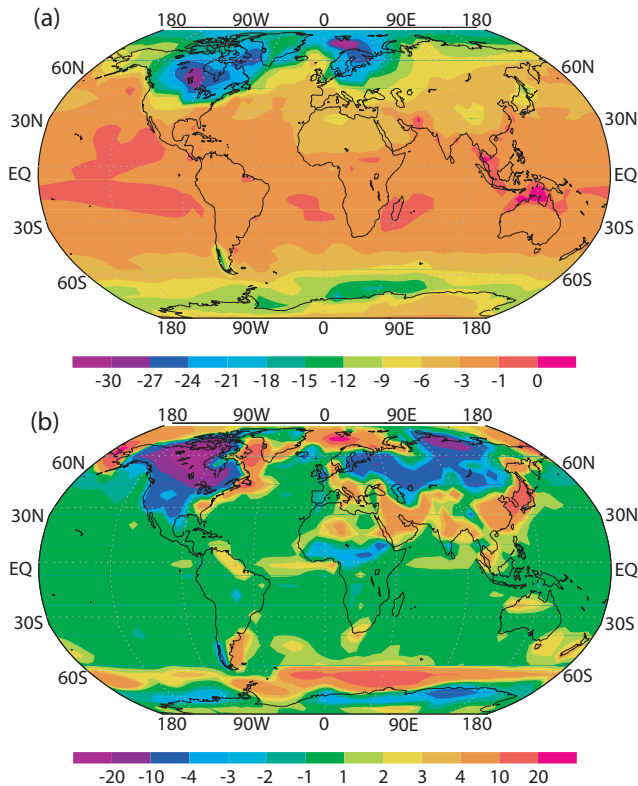 (a)
180 90W 0 90E 180
60N
30N 30N
EQ EQ
30S 30S
60S 60S
180 90W 0 90E 180
-30 -27 -24 -21 -18 -15 -12 -9 -6 -3 -1 0
(b)
180 90W 0 90E 180
60N 60N
30N 30N
EQ EQ
30S 30S
60S 60S
180 90W 0 90E 180
-20 -10 -4 -3 -2 -1 1 2 3 4 10 20